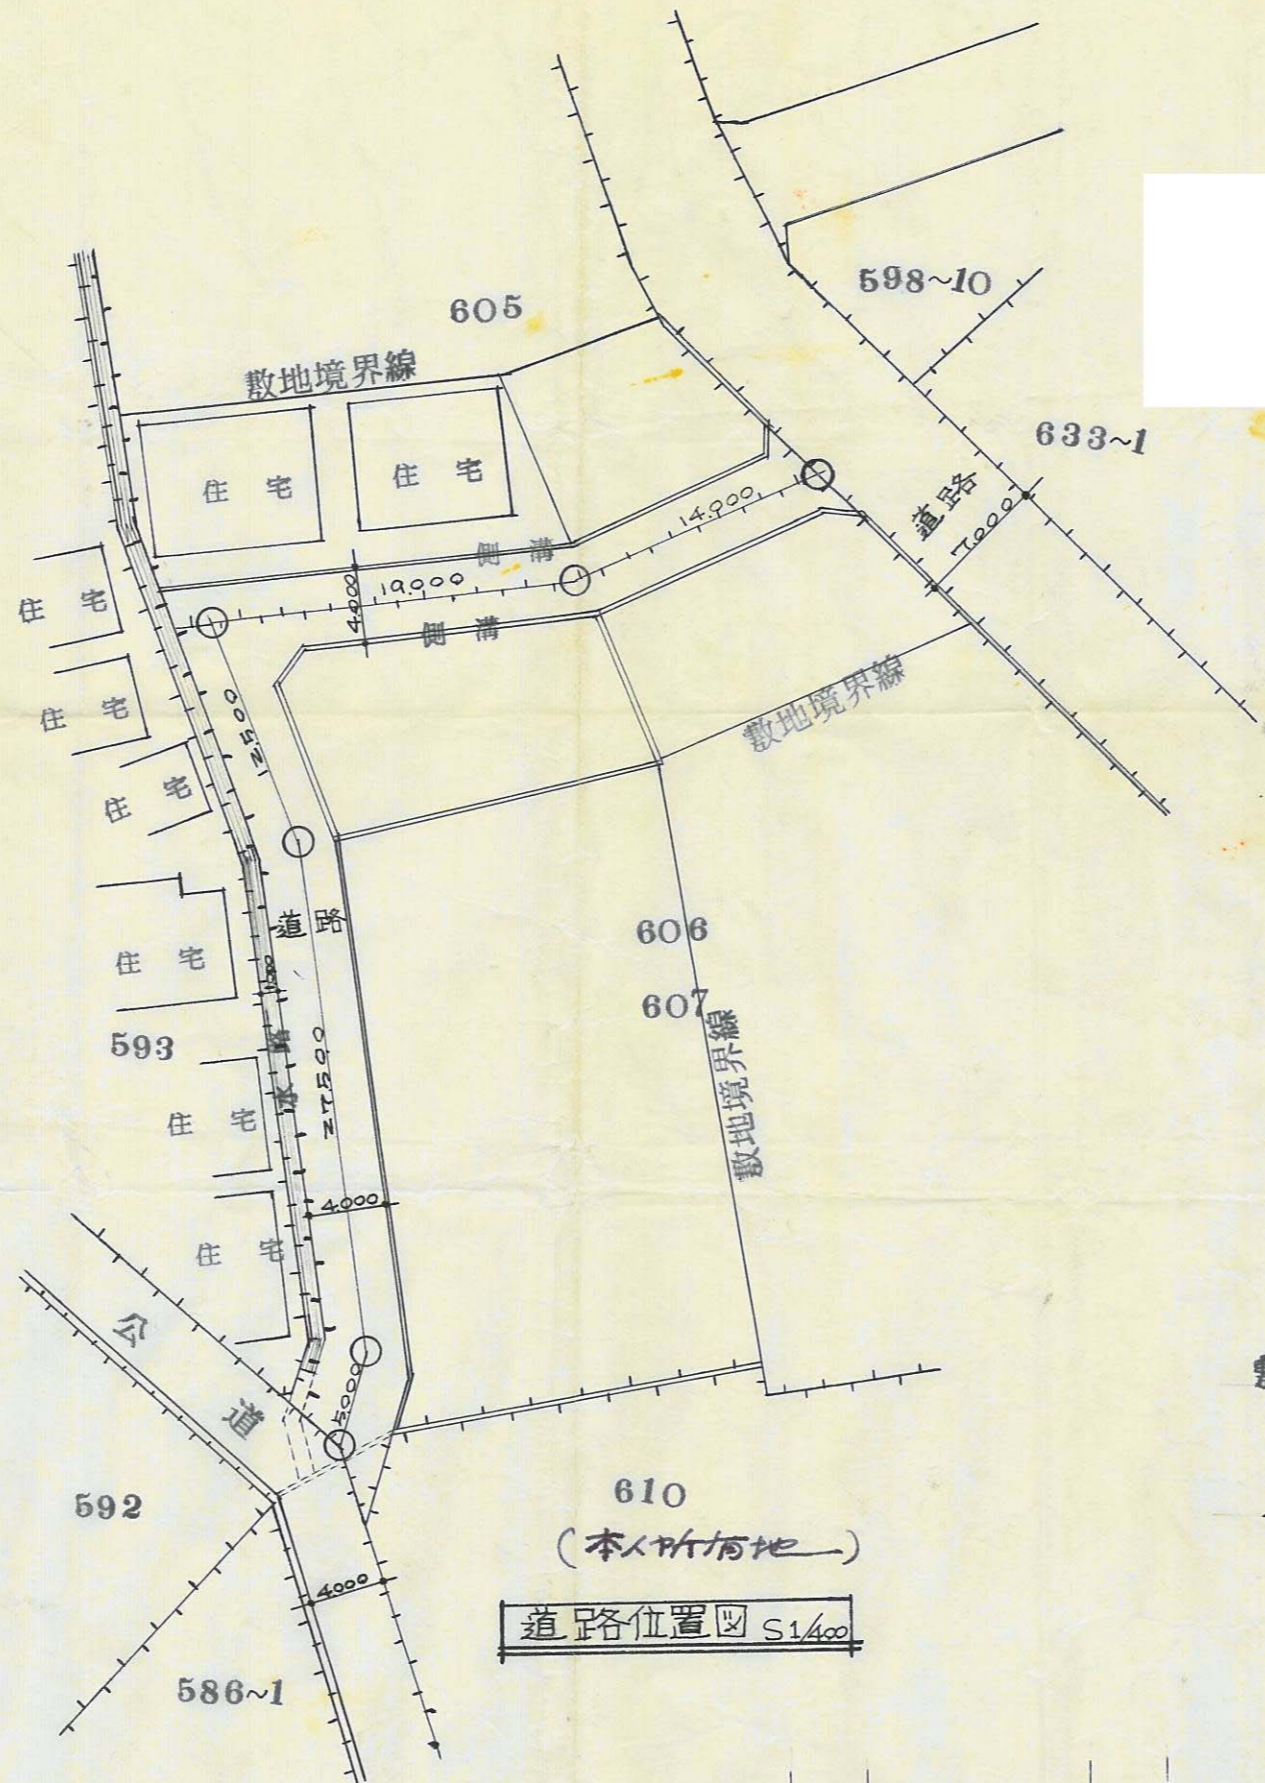 598~10
605
敷地境界線
633~1
住宅
住宅
道路
7.000
14.000
側溝
19.000
4.000
側溝
住宅
住宅
住宅
12.500
敷地境界線
道路
住宅
606
607
敷地境界線
593
水路
27.500
住宅
4.000
住宅
公道
5.000
592
610
(本人所有地)
4.000
道路位置図 S1/400
586~1